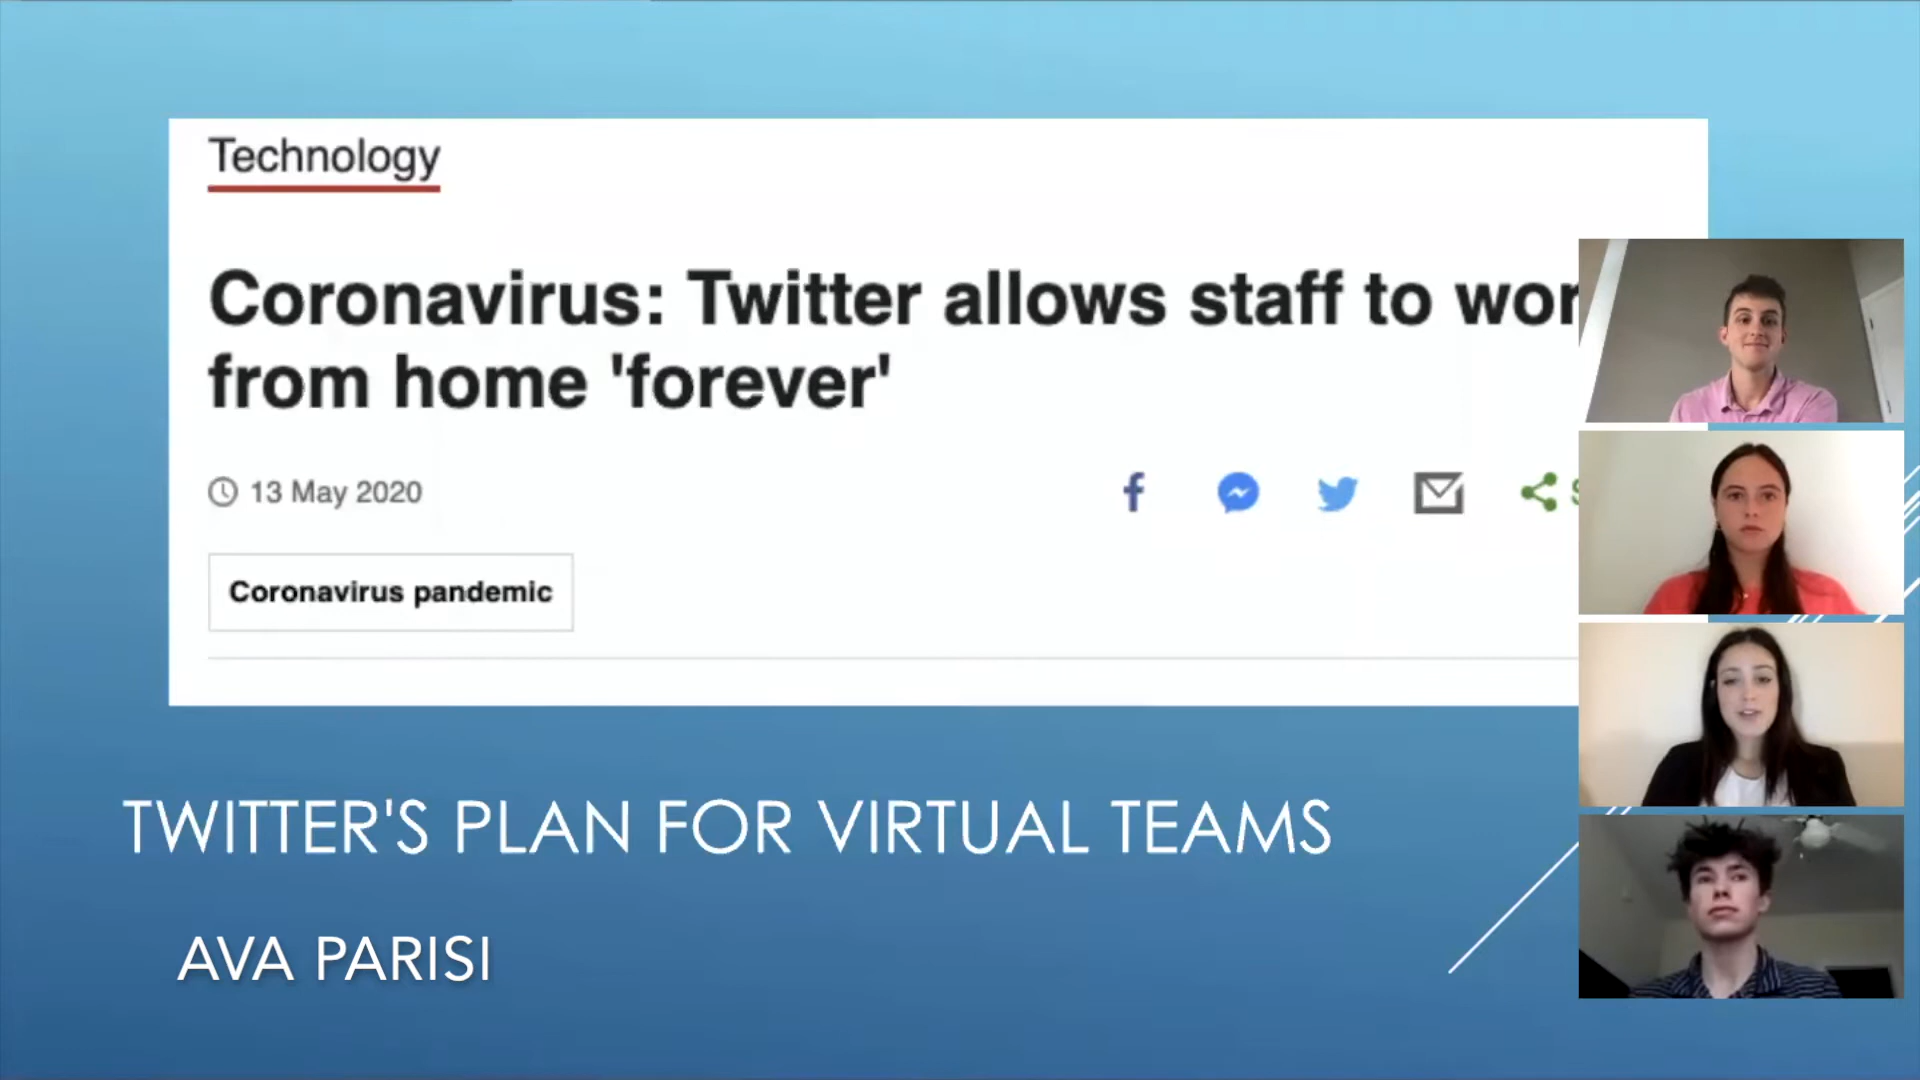 Technology
Coronavirus: Twitter allows staff to wor
from home 'forever'
13 May 2020
Coronavirus pandemic
TWITTER'S PLAN FOR VIRTUAL TEAMS
AVA PARISI